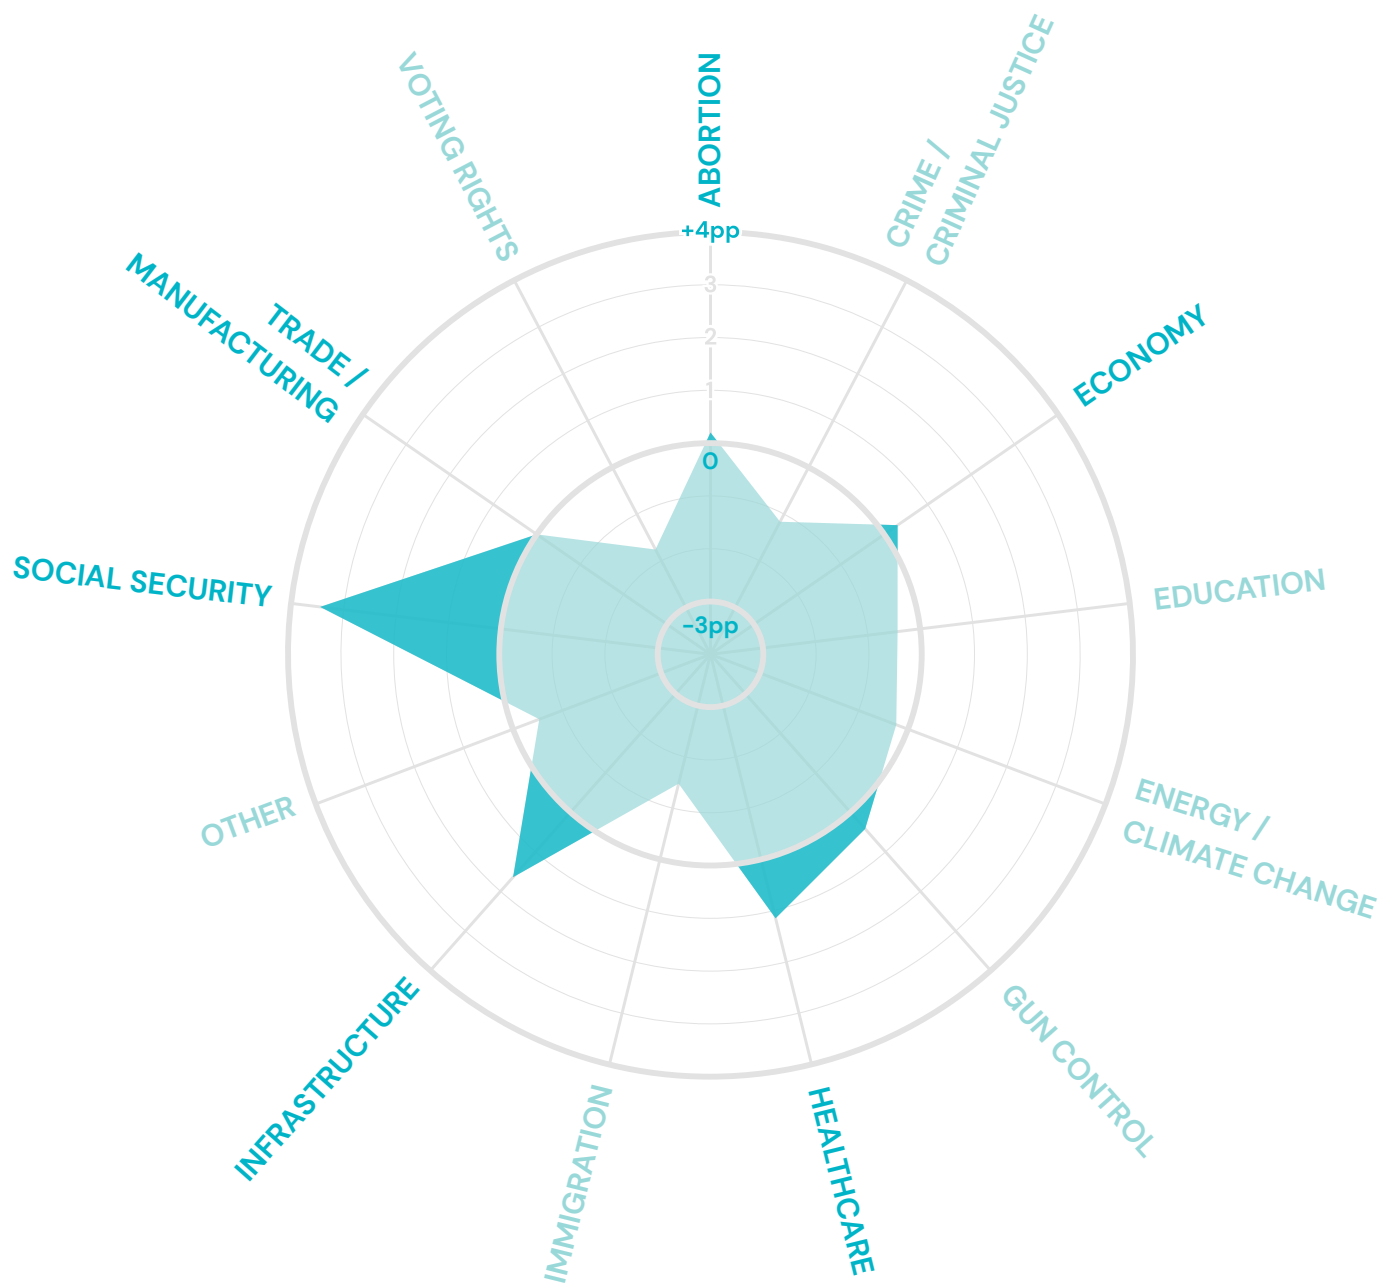 ABORTION
CRIME /
CRIMINAL JUSTICE
ECONOMY
EDUCATION
ENERGY /
CLIMATE CHANGE
GUN CONTROL
HEALTHCARE
IMMIGRATION
INFRASTRUCTURE
OTHER
SOCIAL SECURITY
TRADE /
MANUFACTURING
VOTING RIGHTS
+4pp
3
2
1
0
-3pp